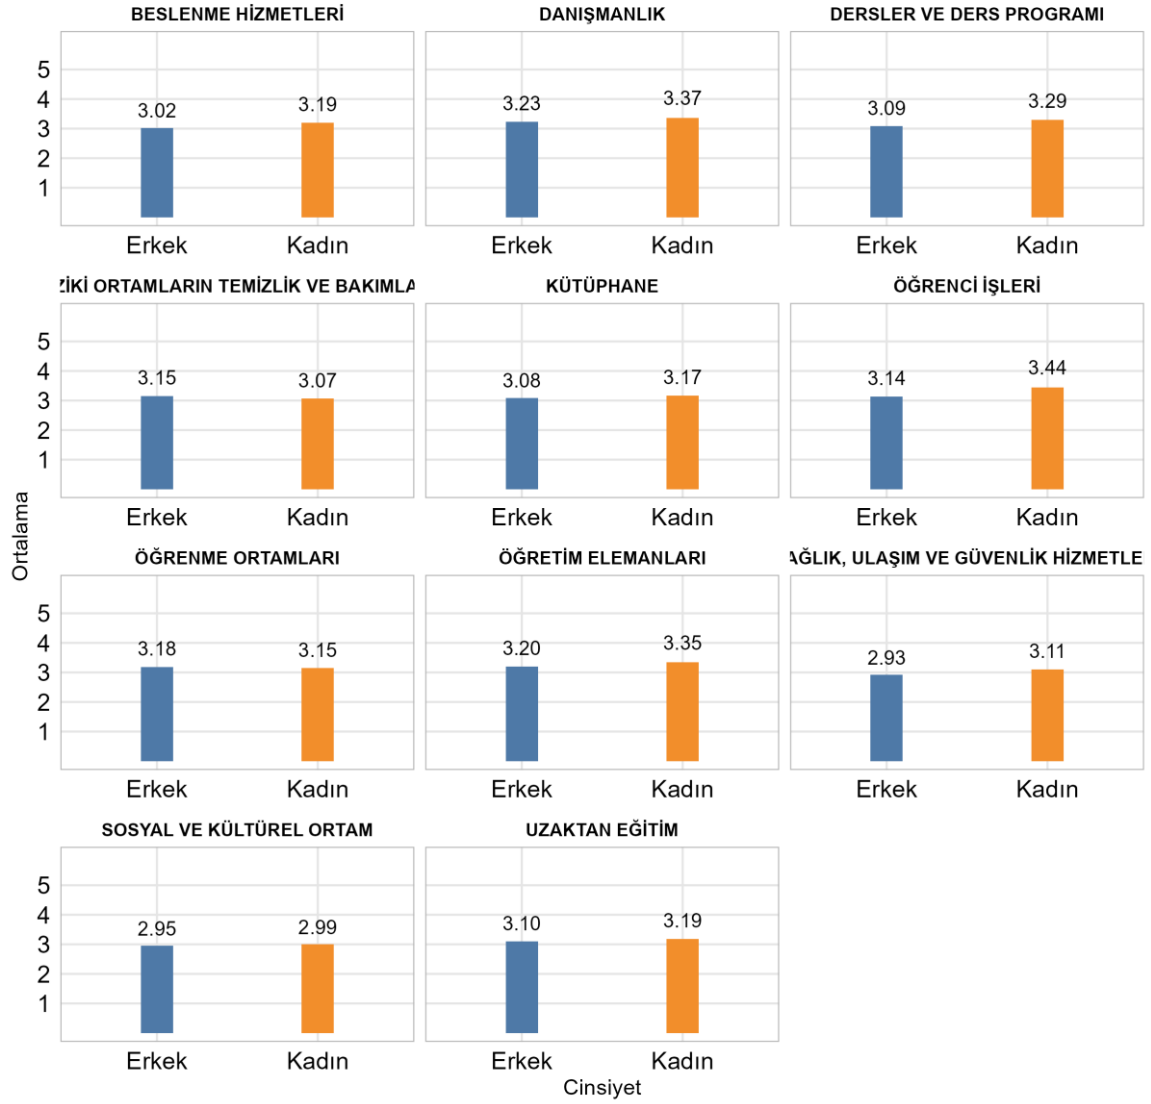 BESLENME HİZMETLERİ DANIŞMANLIK DERSLER VE DERS PROGRAMI
5
4
3
2
1
3.02 3.19 3.23 3.37 3.09 3.29
Erkek Kadın Erkek Kadın Erkek Kadın
ZİKİ ORTAMLARIN TEMİZLİK VE BAKIMLA KÜTÜPHANE ÖĞRENCİ İŞLERİ
5
4
3
2
1
3.15 3.07 3.08 3.17 3.14 3.44
Erkek Kadın Erkek Kadın Erkek Kadın
Ortalama
ÖĞRENME ORTAMLARI ÖĞRETİM ELEMANLARI AĞLIK, ULAŞIM VE GÜVENLİK HİZMETLE
5
4
3
2
1
3.18 3.15 3.20 3.35 2.93 3.11
Erkek Kadın Erkek Kadın Erkek Kadın
SOSYAL VE KÜLTÜREL ORTAM UZAKTAN EĞİTİM
5
4
3
2
1
2.95 2.99 3.10 3.19
Erkek Kadın Erkek Kadın
Cinsiyet